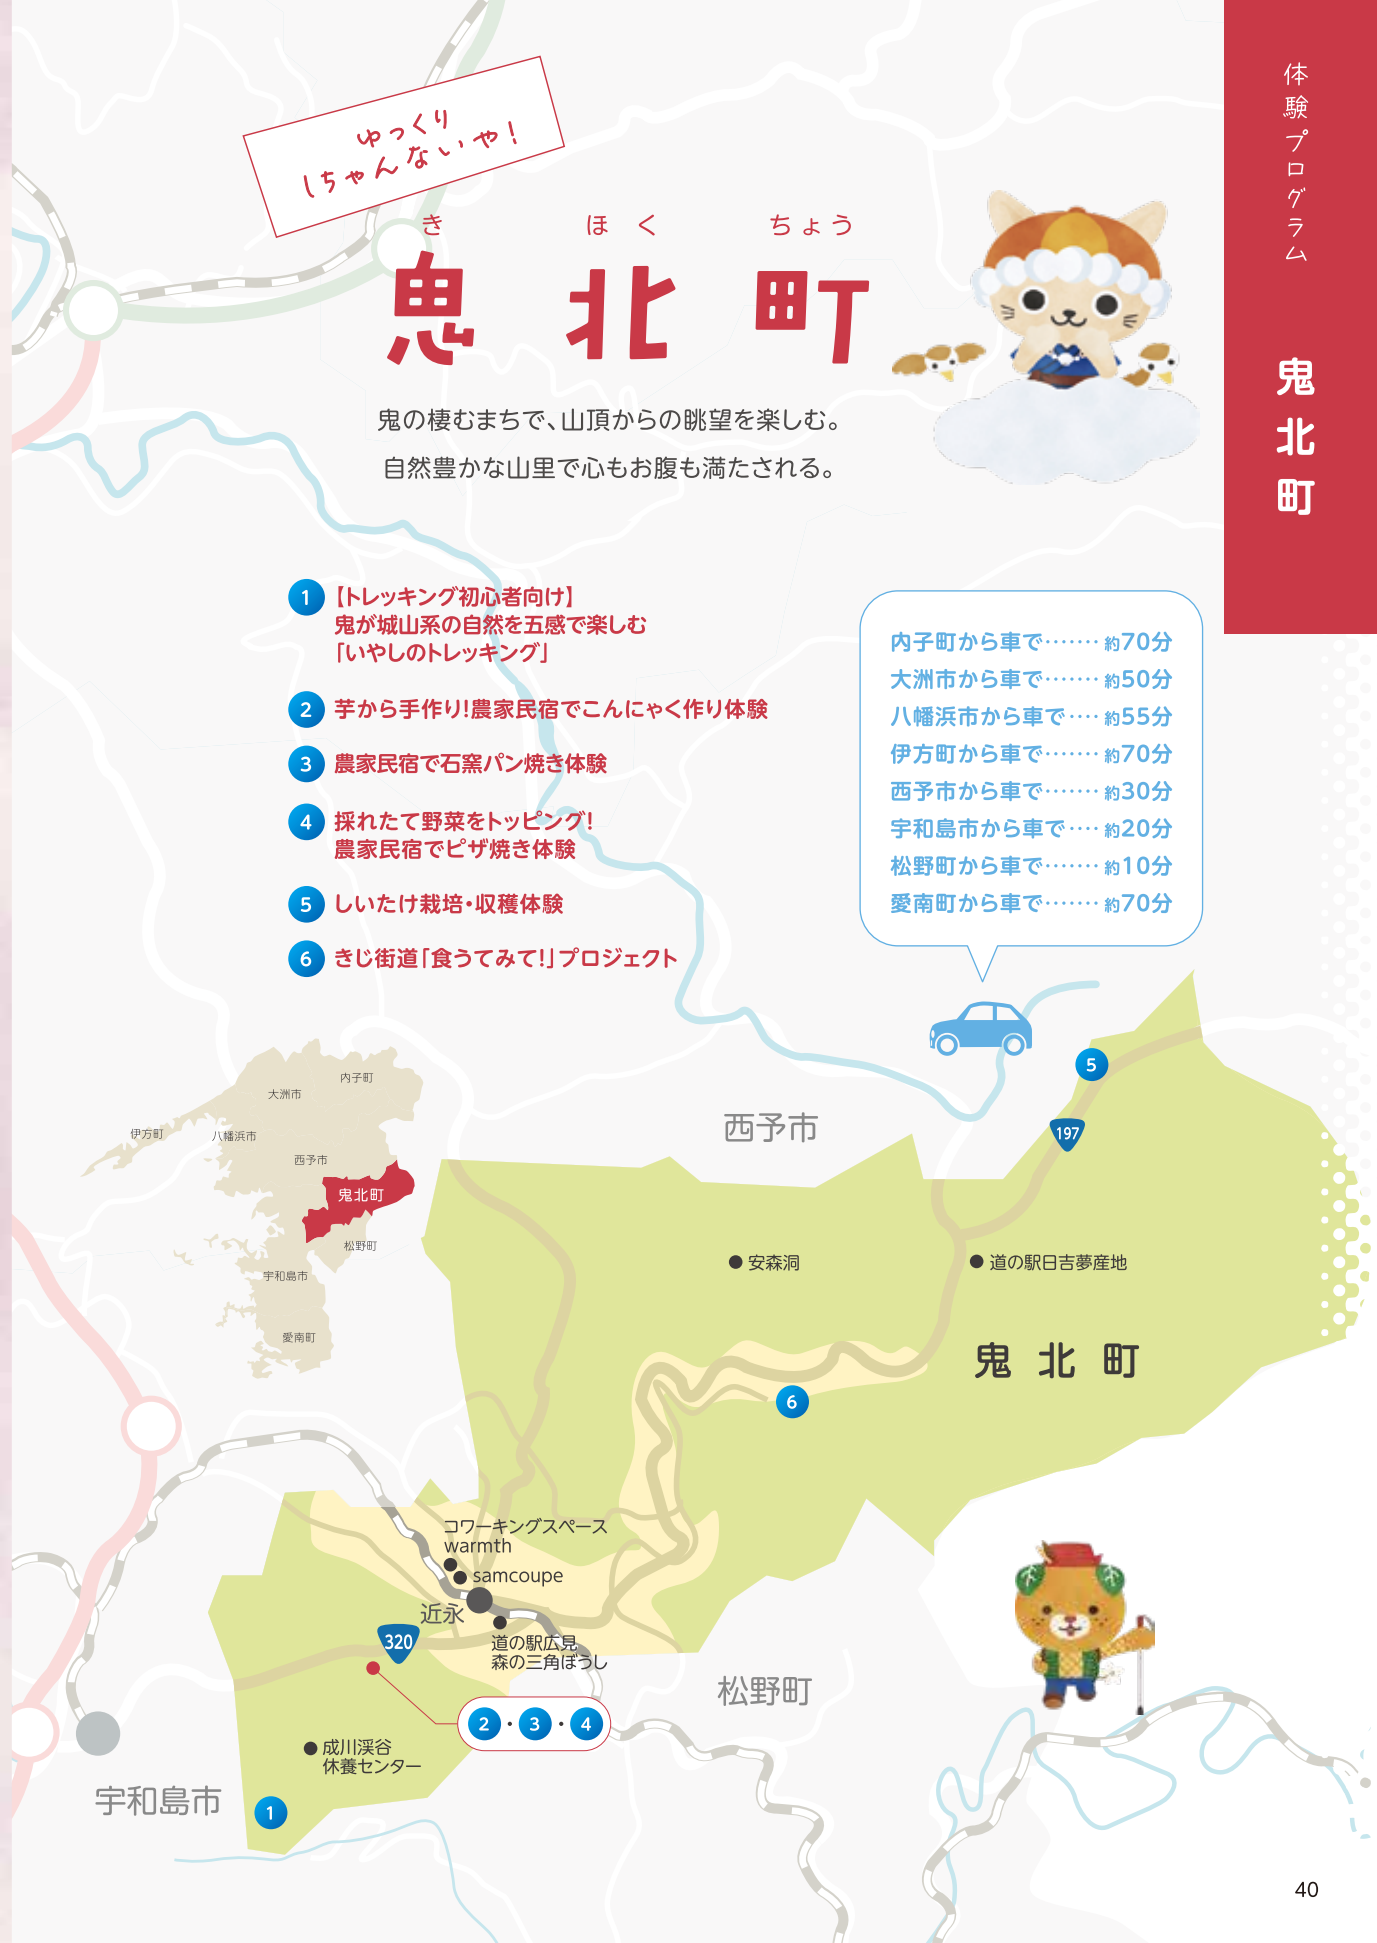 体験プログラム
鬼北町
ゆっくり
しちゃんないや!
き ほく ちょう
鬼北町
鬼の棲むまちで、山頂からの眺望を楽しむ。
自然豊かな山里で心もお腹も満たされる。
1 【トレッキング初心者向け】
鬼が城山系の自然を五感で楽しむ
「いやしのトレッキング」
2 芋から手作り!農家民宿でこんにゃく作り体験
3 農家民宿で石窯パン焼き体験
4 採れたて野菜をトッピング!
農家民宿でピザ焼き体験
5 しいたけ栽培・収穫体験
6 きじ街道「食うてみて!」プロジェクト
内子町から車で……… 約70分
大洲市から車で……… 約50分
八幡浜市から車で…… 約55分
伊方町から車で……… 約70分
西予市から車で……… 約30分
宇和島市から車で…… 約20分
松野町から車で……… 約10分
愛南町から車で……… 約70分
内子町
大洲市
伊方町
八幡浜市
西予市
鬼北町
松野町
宇和島市
愛南町
5
西予市
197
安森洞
道の駅日吉夢産地
鬼北町
6
コワーキングスペース
warmth
samcoupe
近永
道の駅広見
森の三角ぼうし
320
松野町
2・3・4
成川渓谷
休養センター
宇和島市
1
40